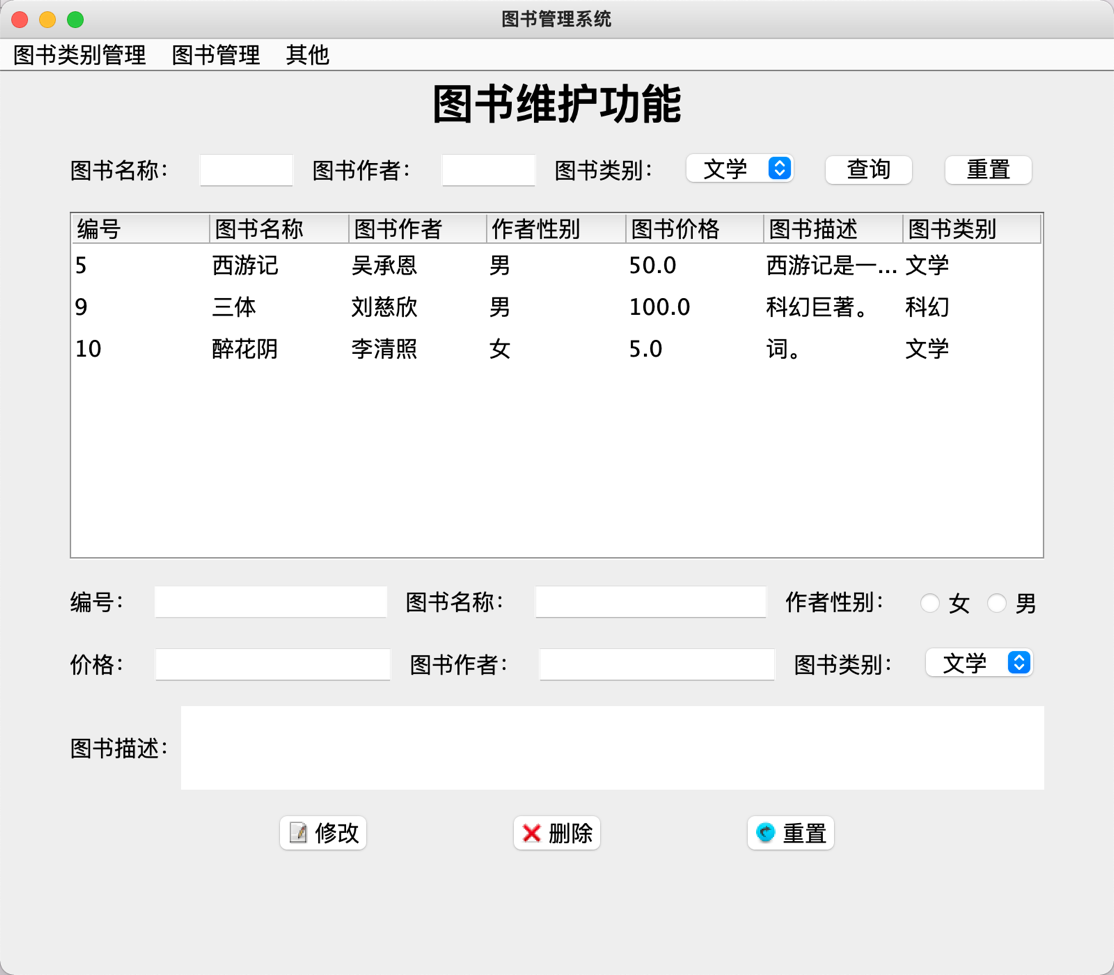 图书管理系统
图书类别管理 图书管理 其他
图书维护功能
图书名称： 图书作者： 图书类别： 文学 查询 重置
编号 图书名称 图书作者 作者性别 图书价格 图书描述 图书类别
5 西游记 吴承恩 男 50.0 西游记是一... 文学
9 三体 刘慈欣 男 100.0 科幻巨著。 科幻
10 醉花阴 李清照 女 5.0 词。 文学
编号： 图书名称： 作者性别： 女 男
价格： 图书作者： 图书类别： 文学
图书描述：
修改 删除 重置